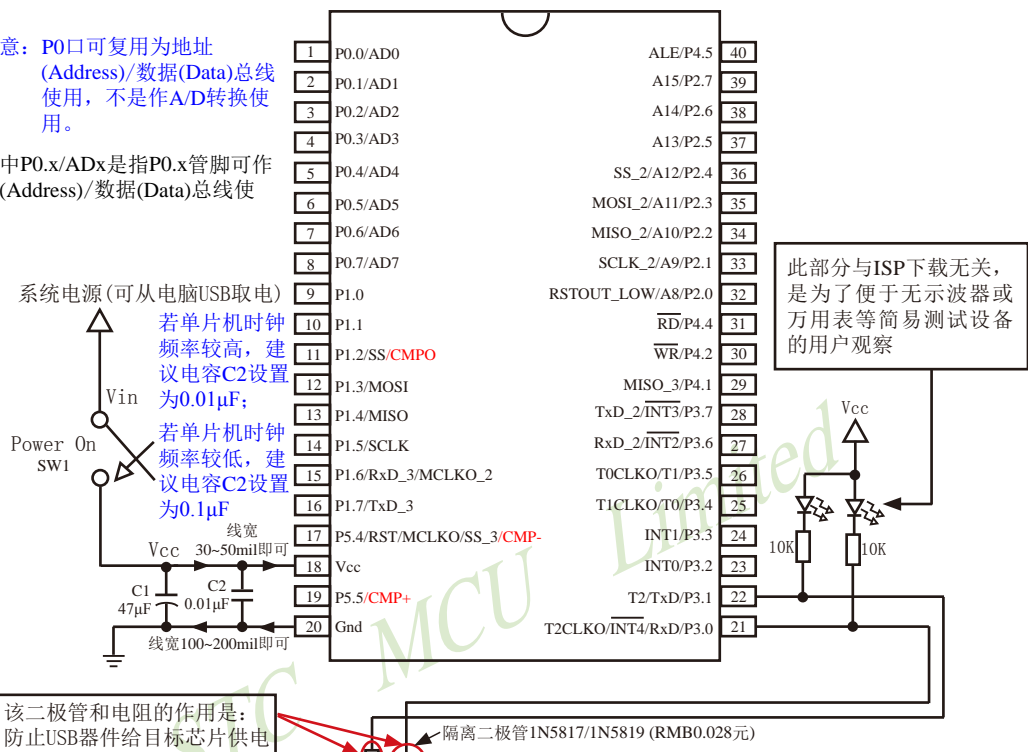 意：P0口可复用为地址
(Address)/数据(Data)总线
使用，不是作A/D转换使
用。
中P0.x/ADx是指P0.x管脚可作
(Address)/数据(Data)总线使
系统电源(可从电脑USB取电)
若单片机时钟
频率较高，建
议电容C2设置
为0.01μF；
若单片机时钟
频率较低，建
议电容C2设置
为0.1μF
Vin
Power On
SW1
Vcc
线宽
30~50mil即可
C1
47μF
C2
0.01μF
线宽100~200mil即可
1 P0.0/AD0
2 P0.1/AD1
3 P0.2/AD2
4 P0.3/AD3
5 P0.4/AD4
6 P0.5/AD5
7 P0.6/AD6
8 P0.7/AD7
9 P1.0
10 P1.1
11 P1.2/SS/CMPO
12 P1.3/MOSI
13 P1.4/MISO
14 P1.5/SCLK
15 P1.6/RxD_3/MCLKO_2
16 P1.7/TxD_3
17 P5.4/RST/MCLKO/SS_3/CMP-
18 Vcc
19 P5.5/CMP+
20 Gnd
ALE/P4.5 40
A15/P2.7 39
A14/P2.6 38
A13/P2.5 37
SS_2/A12/P2.4 36
MOSI_2/A11/P2.3 35
MISO_2/A10/P2.2 34
SCLK_2/A9/P2.1 33
RSTOUT_LOW/A8/P2.0 32
RD/P4.4 31
WR/P4.2 30
MISO_3/P4.1 29
TxD_2/INT3/P3.7 28
RxD_2/INT2/P3.6 27
T0CLKO/T1/P3.5 26
T1CLKO/T0/P3.4 25
INT1/P3.3 24
INT0/P3.2 23
T2/TxD/P3.1 22
T2CLKO/INT4/RxD/P3.0 21
此部分与ISP下载无关，
是为了便于无示波器或
万用表等简易测试设备
的用户观察
Vcc
10K
10K
STC MCU Limited
该二极管和电阻的作用是：
防止USB器件给目标芯片供电
隔离二极管1N5817/1N5819 (RMB0.028元)